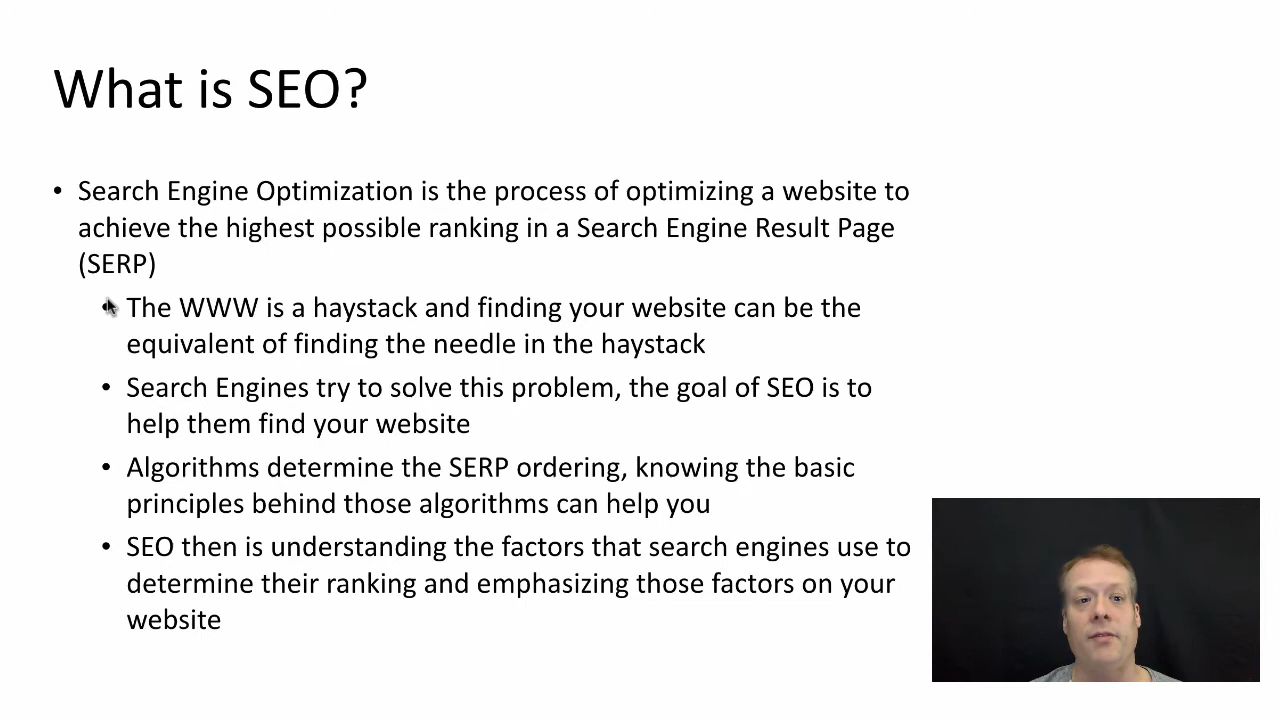 What is SEO?
• Search Engine Optimization is the process of optimizing a website to
achieve the highest possible ranking in a Search Engine Result Page
(SERP)
• The WWW is a haystack and finding your website can be the
equivalent of finding the needle in the haystack
• Search Engines try to solve this problem, the goal of SEO is to
help them find your website
• Algorithms determine the SERP ordering, knowing the basic
principles behind those algorithms can help you
• SEO then is understanding the factors that search engines use to
determine their ranking and emphasizing those factors on your
website